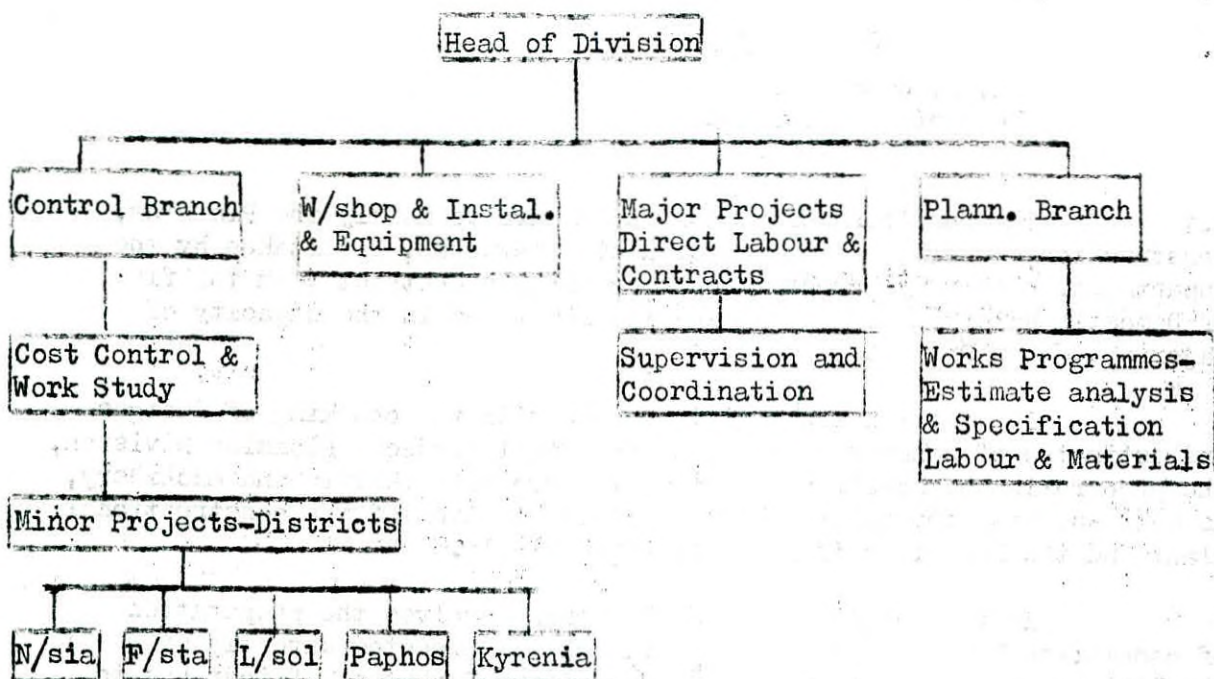 Head of Division
Control Branch
W/shop & Instal.
& Equipment
Major Projects
Direct Labour &
Contracts
Plann. Branch
Cost Control &
Work Study
Supervision and
Coordination
Works Programmes-
Estimate analysis
& Specification
Labour & Materials
Minor Projects-Districts
N/sia
F/sta
L/sol
Paphos
Kyrenia